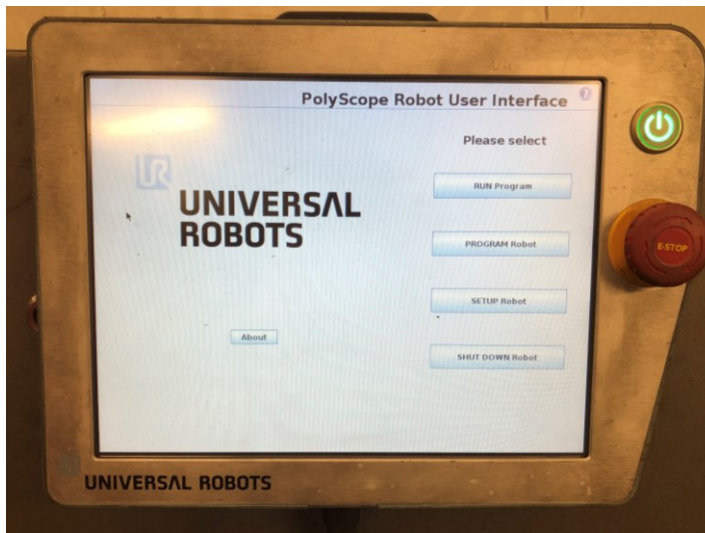 PolyScope Robot User Interface
?
Please select
UR
UNIVERSAL
ROBOTS
RUN Program
PROGRAM Robot
SETUP Robot
SHUT DOWN Robot
About
E-STOP
UNIVERSAL ROBOTS